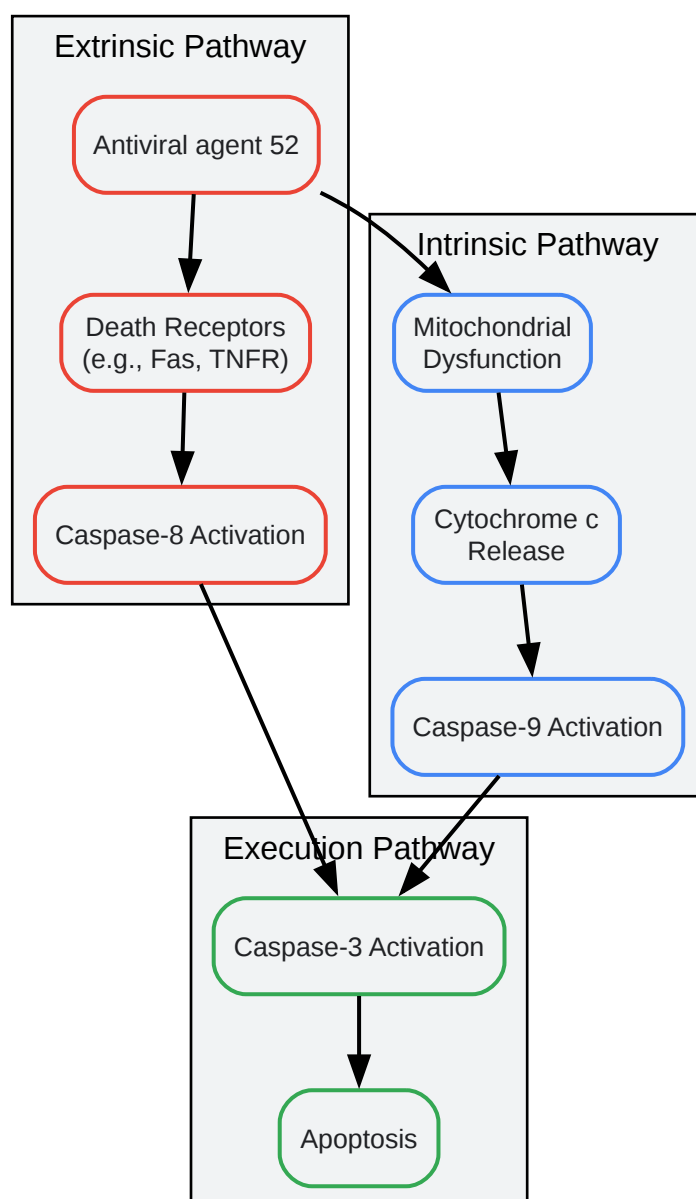 Extrinsic Pathway
Antiviral agent 52
Death Receptors
(e.g., Fas, TNFR)
Caspase-8 Activation
Intrinsic Pathway
Mitochondrial
Dysfunction
Cytochrome c
Release
Caspase-9 Activation
Execution Pathway
Caspase-3 Activation
Apoptosis